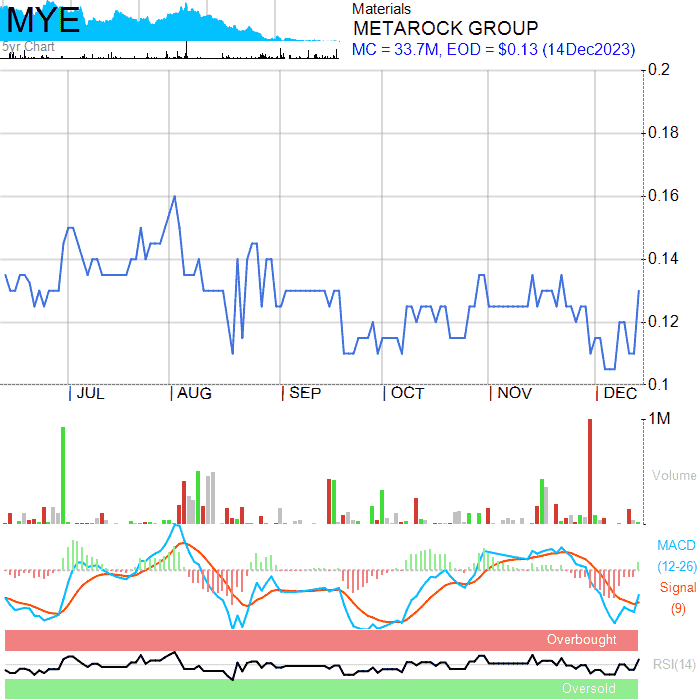 MYE
5yr Chart
Materials
METAROCK GROUP
MC = 33.7M, EOD = $0.13 (14Dec2023)
0.2
0.18
0.16
0.14
0.12
0.1
JUL AUG SEP OCT NOV DEC
1M
Volume
MACD
(12-26)
Signal
(9)
Overbought
RSI(14)
Oversold